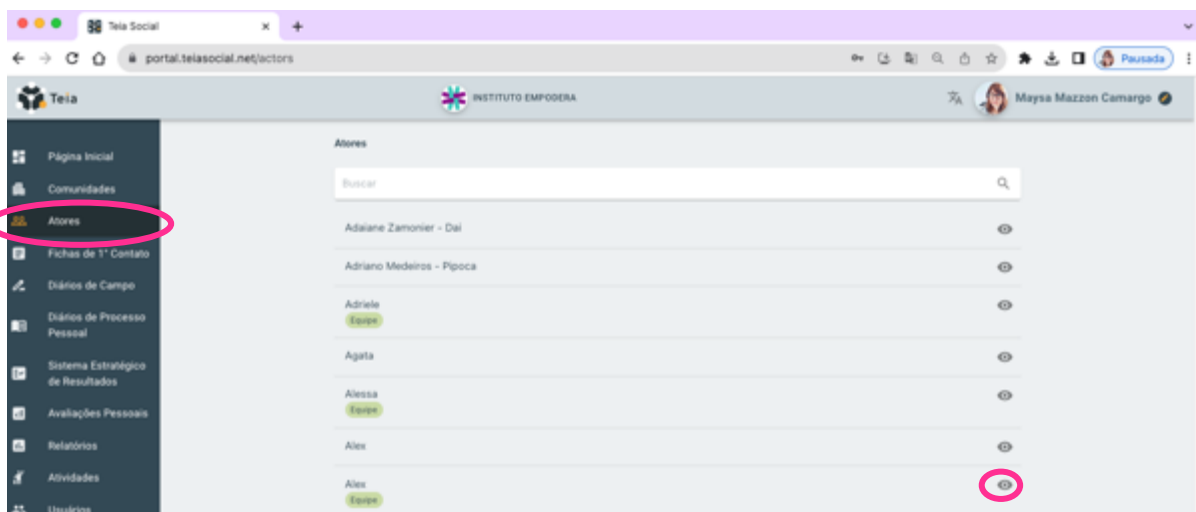 Teia Social
portal.teiasocial.net/actors
Pausada
Teia
INSTITUTO EMPODERA
Maysa Mazzon Camargo
Página Inicial
Comunidades
Atores
Fichas de 1° Contato
Diários de Campo
Diários de Processo
Pessoal
Sistema Estratégico
de Resultados
Avaliações Pessoais
Relatórios
Atividades
Usuários
Atores
Buscar
Adaiane Zamonier - Dai
Adriano Medeiros - Pipoca
Adriele
Equipe
Agata
Alessa
Equipe
Alex
Alex
Equipe